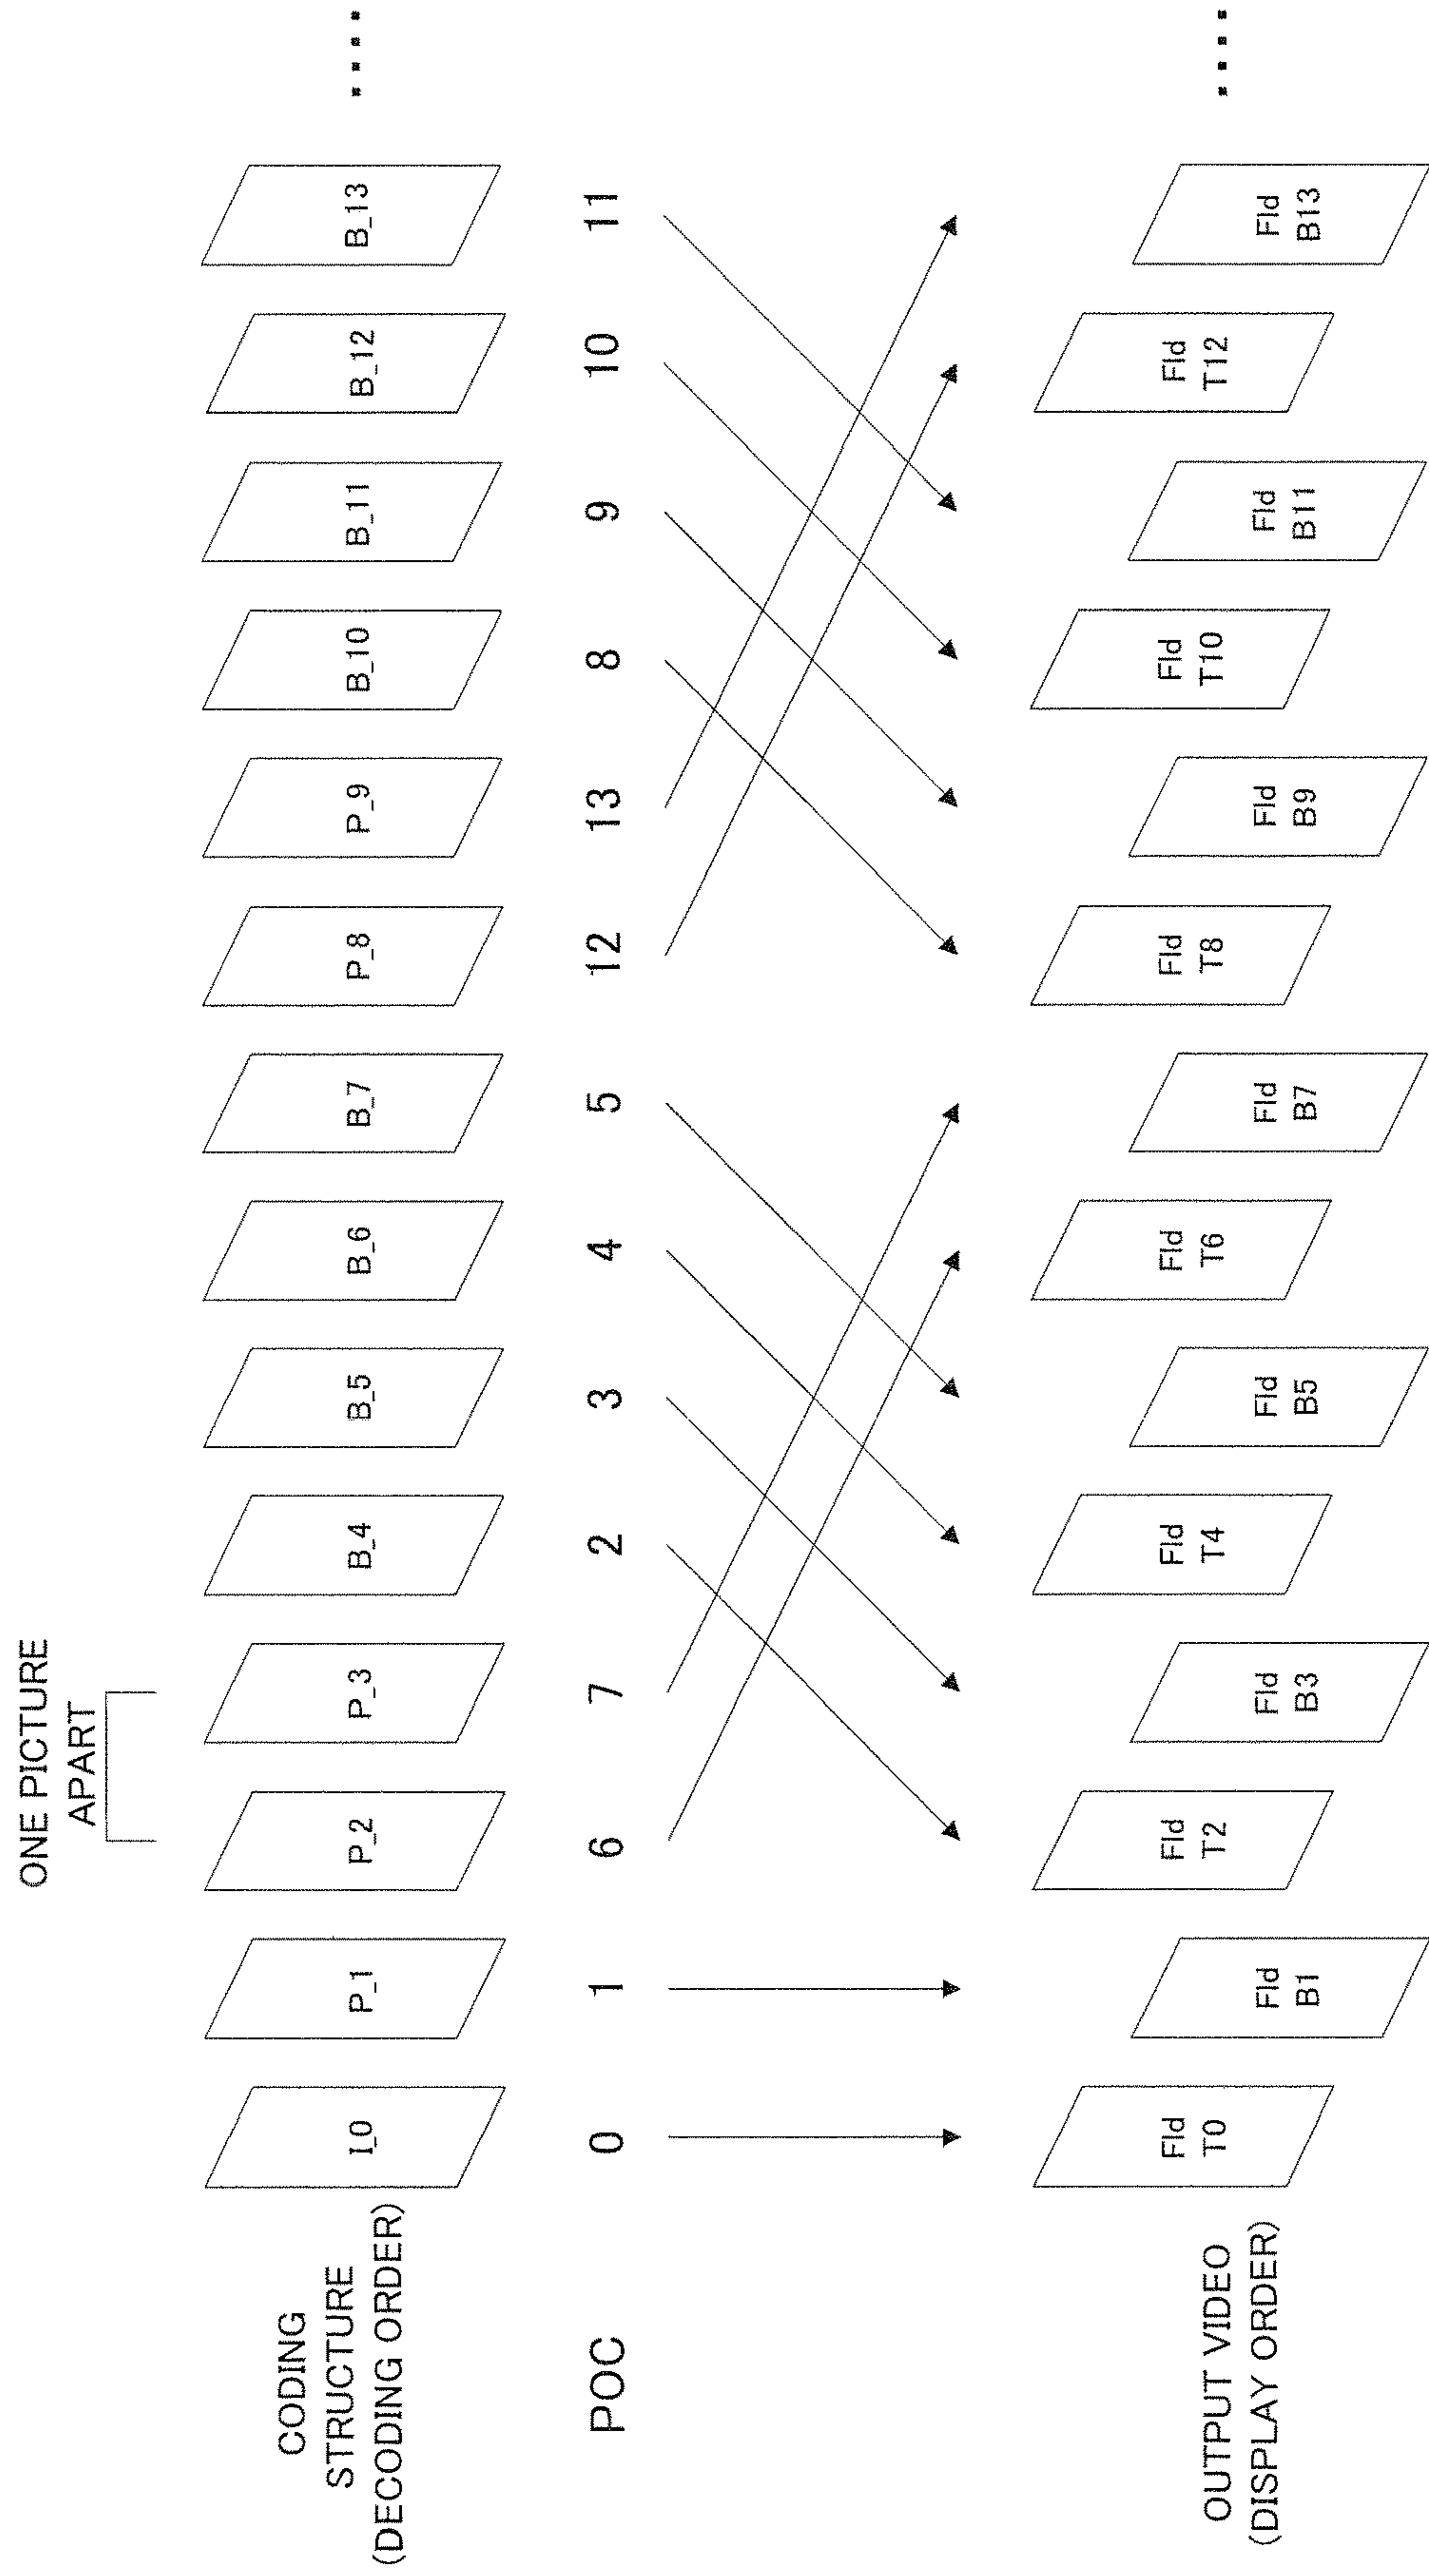 ONE PICTURE
APART
CODING
STRUCTURE
(DECODING ORDER)
I_0
P_1
P_2
P_3
B_4
B_5
B_6
B_7
P_8
P_9
B_10
B_11
B_12
B_13
POC
0
1
6
7
2
3
4
5
12
13
8
9
10
11
OUTPUT VIDEO
(DISPLAY ORDER)
Fld
T0
Fld
B1
Fld
T2
Fld
B3
Fld
T4
Fld
B5
Fld
T6
Fld
B7
Fld
T8
Fld
B9
Fld
T10
Fld
B11
Fld
T12
Fld
B13